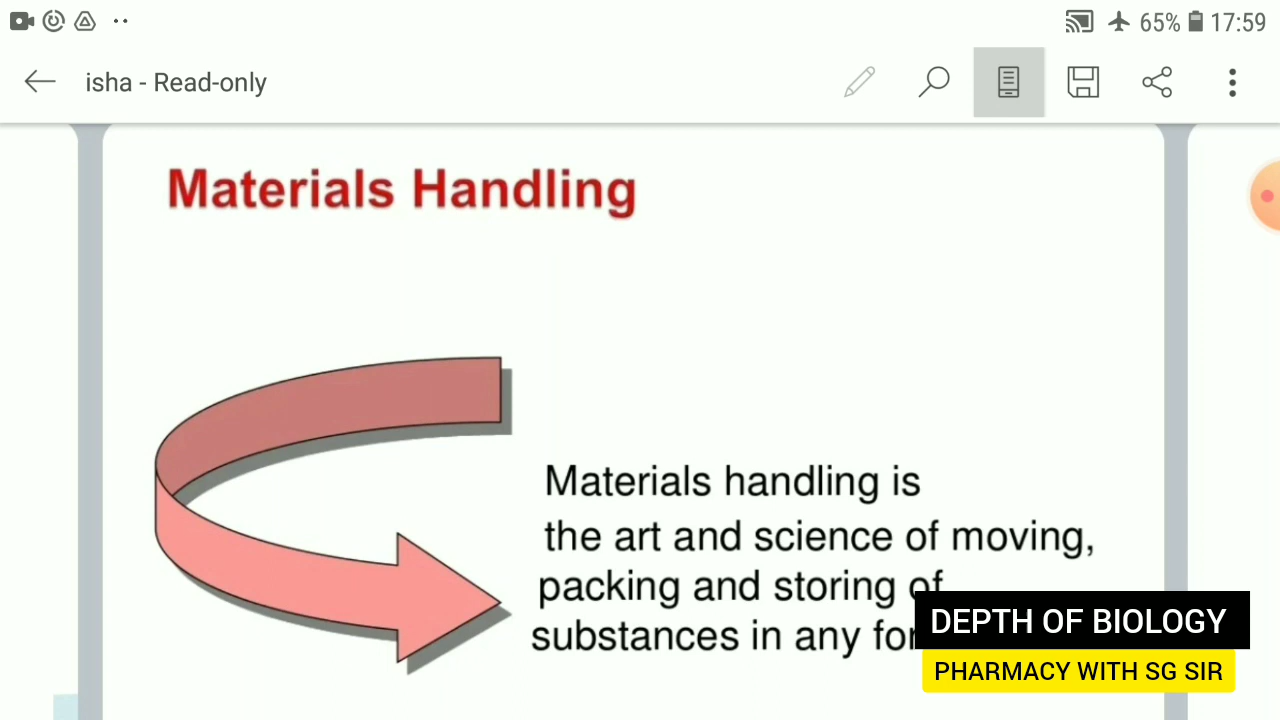 65% 17:59
isha - Read-only
Materials Handling
Materials handling is
the art and science of moving,
packing and storing of
substances in any
DEPTH OF BIOLOGY
PHARMACY WITH SG SIR